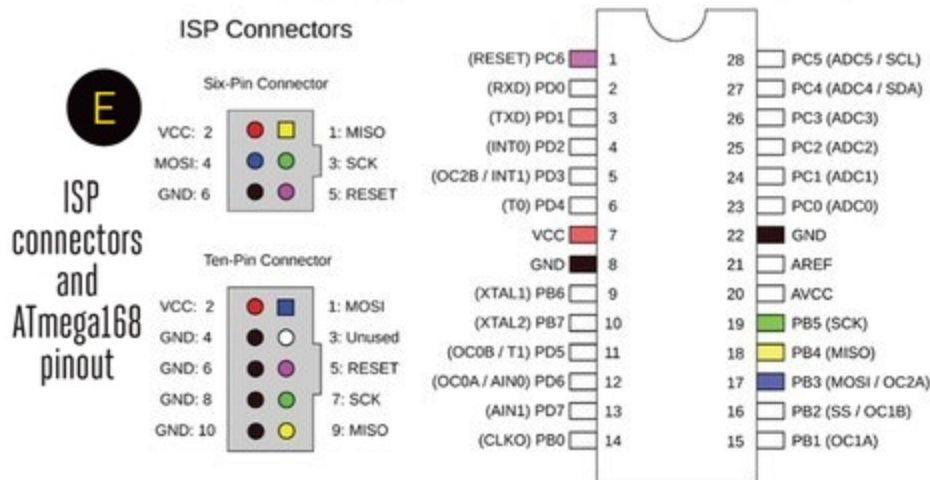 ISP Connectors
E
ISP
connectors
and
ATmega168
pinout
Six-Pin Connector
VCC: 2
1: MISO
MOSI: 4
3: SCK
GND: 6
5: RESET
Ten-Pin Connector
VCC: 2
1: MOSI
GND: 4
3: Unused
GND: 6
5: RESET
GND: 8
7: SCK
GND: 10
9: MISO
(RESET) PC6 1
(RXD) PD0 2
(TXD) PD1 3
(INT0) PD2 4
(OC2B / INT1) PD3 5
(T0) PD4 6
VCC 7
GND 8
(XTAL1) PB6 9
(XTAL2) PB7 10
(OC0B / T1) PD5 11
(OC0A / AIN0) PD6 12
(AIN1) PD7 13
(CLKO) PB0 14
28 PC5 (ADC5 / SCL)
27 PC4 (ADC4 / SDA)
26 PC3 (ADC3)
25 PC2 (ADC2)
24 PC1 (ADC1)
23 PC0 (ADC0)
22 GND
21 AREF
20 AVCC
19 PB5 (SCK)
18 PB4 (MISO)
17 PB3 (MOSI / OC2A)
16 PB2 (SS / OC1B)
15 PB1 (OC1A)